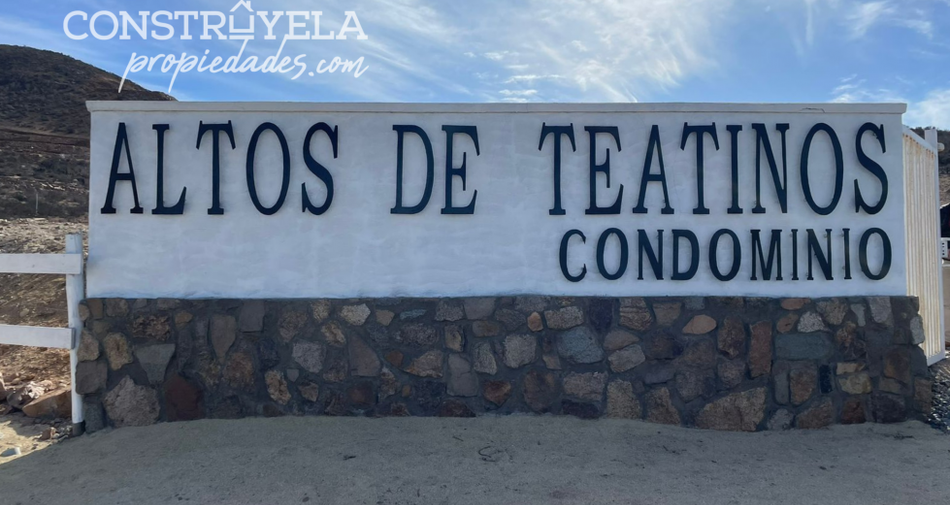 CONSTRUYELA
propiedades.com
ALTOS DE TEATINOS
CONDOMINIO